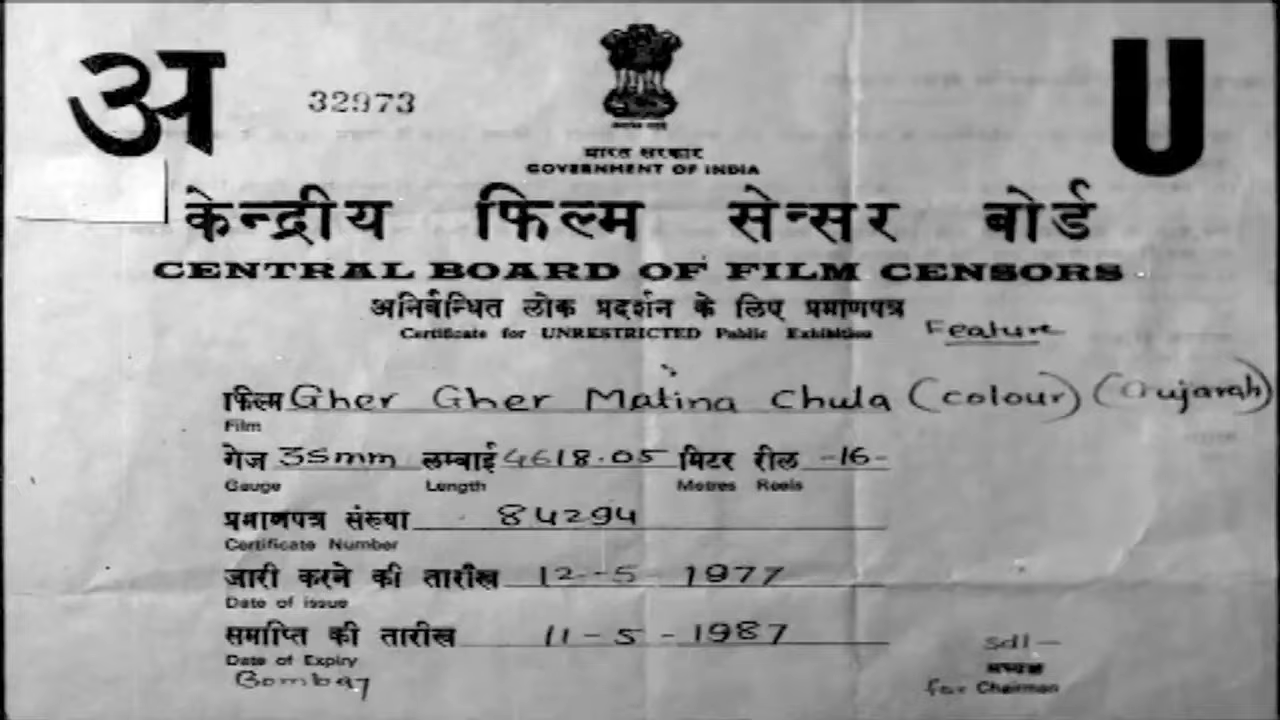 अ 32973 U
भारत सरकार
GOVERNMENT OF INDIA
केन्द्रीय फिल्म सेन्सर बोर्ड
CENTRAL BOARD OF FILM CENSORS
अनिर्बन्धित लोक प्रदर्शन के लिए प्रमाणपत्र
Certificate for UNRESTRICTED Public Exhibition Feature
फिल्म Gher Gher Matina Chula (colour) (Gujarati)
Film
गेज 35mm लम्बाई 4618.05 मिटर रील -16-
Gauge Length Metres Reels
प्रमाणपत्र संख्या 84294
Certificate Number
जारी करने की तारीख 12-5 1977
Date of issue
समाप्ति की तारीख 11-5-1987
Date of Expiry sd/-
Bombay अध्यक्ष
for Chairman